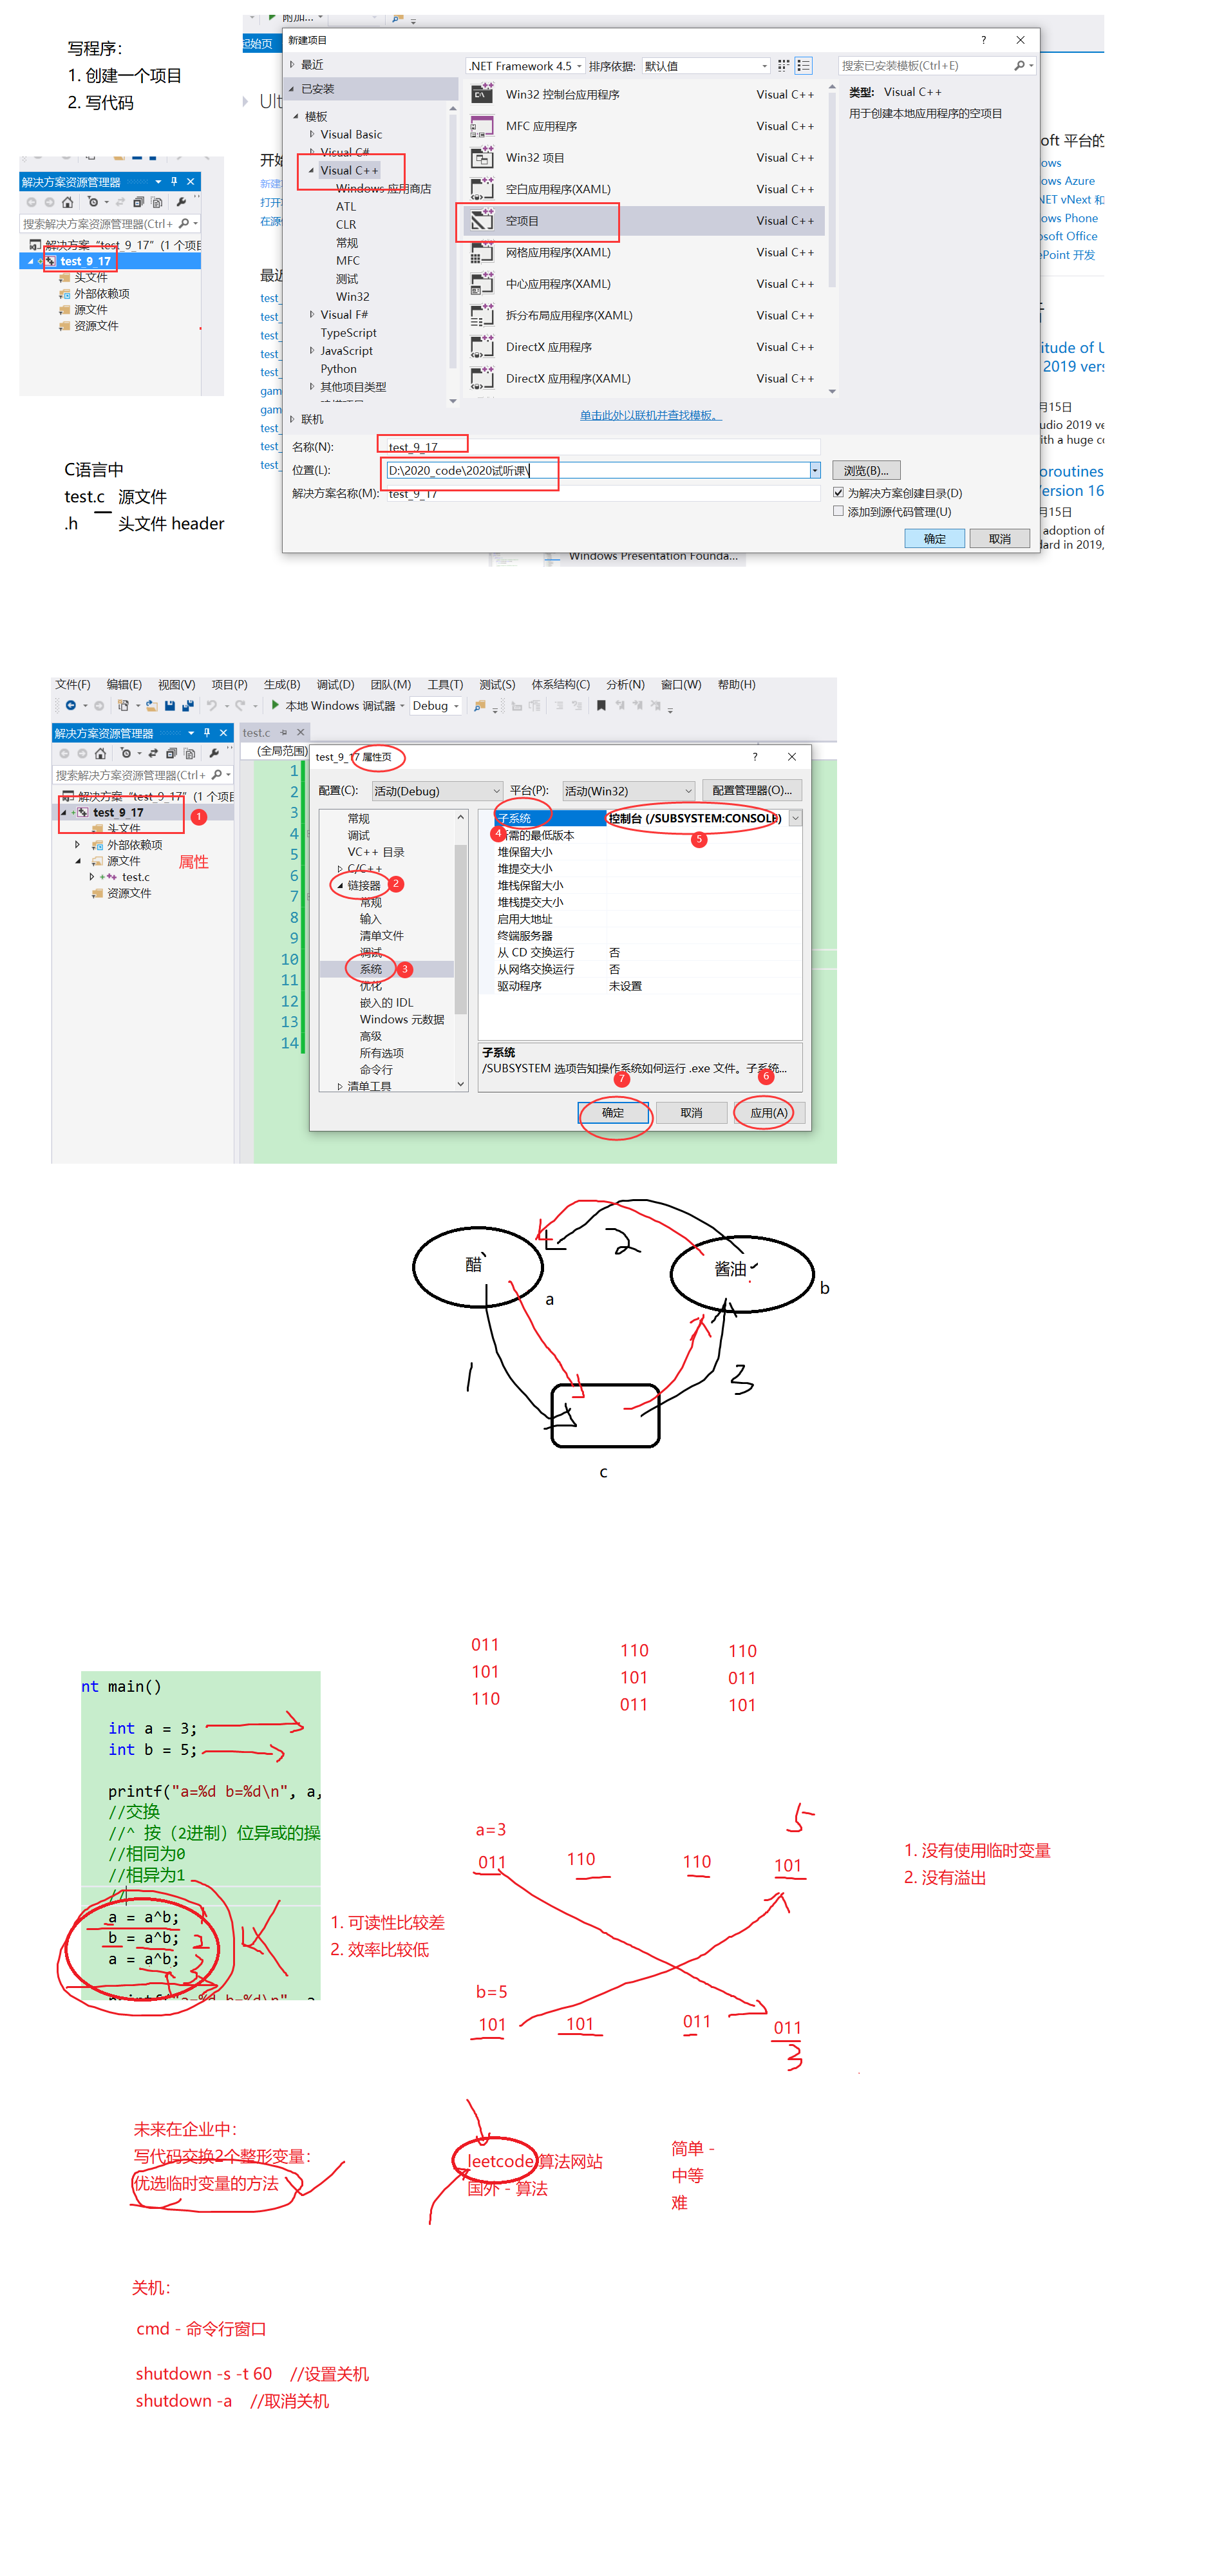 写程序：
1. 创建一个项目
2. 写代码
附加...
起始页
新建项目
?
最近
已安装
模板
Visual Basic
Visual C#
Visual C++
Windows 应用商店
ATL
CLR
常规
MFC
测试
Win32
Visual F#
TypeScript
JavaScript
Python
其他项目类型
联机
.NET Framework 4.5
排序依据:
默认值
搜索已安装模板(Ctrl+E)
Win32 控制台应用程序 Visual C++
MFC 应用程序 Visual C++
Win32 项目 Visual C++
空白应用程序(XAML) Visual C++
空项目 Visual C++
网格应用程序(XAML) Visual C++
中心应用程序(XAML) Visual C++
拆分布局应用程序(XAML) Visual C++
DirectX 应用程序 Visual C++
DirectX 应用程序(XAML) Visual C++
单击此处以联机并查找模板。
类型: Visual C++
用于创建本地应用程序的空项目
名称(N): test_9_17
位置(L): D:\2020_code\2020试听课\
解决方案名称(M): test_9_17
浏览(B)...
为解决方案创建目录(D)
添加到源代码管理(U)
确定
取消
Windows Presentation Founda...
解决方案资源管理器
搜索解决方案资源管理器(Ctrl+
解决方案“test_9_17”(1 个项目
test_9_17
头文件
外部依赖项
源文件
资源文件
C语言中
test.c 源文件
.h 头文件 header
文件(F) 编辑(E) 视图(V) 项目(P) 生成(B) 调试(D) 团队(M) 工具(T) 测试(S) 体系结构(C) 分析(N) 窗口(W) 帮助(H)
本地 Windows 调试器 Debug
解决方案资源管理器
搜索解决方案资源管理器(Ctrl+
解决方案“test_9_17”(1 个项目
test_9_17
1
头文件
外部依赖项
源文件
属性
test.c
资源文件
test.c
(全局范围)
1
2
3
4
5
6
7
8
9
10
11
12
13
14
test_9_17 属性页
?
配置(C): 活动(Debug)
平台(P): 活动(Win32)
配置管理器(O)...
常规
调试
VC++ 目录
C/C++
链接器
2
常规
输入
清单文件
调试
系统
3
优化
嵌入的 IDL
Windows 元数据
高级
所有选项
命令行
清单工具
子系统 控制台 (/SUBSYSTEM:CONSOLE)
4
5
所需的最低版本
堆保留大小
堆提交大小
堆栈保留大小
堆栈提交大小
启用大地址
终端服务器
从 CD 交换运行 否
从网络交换运行 否
驱动程序 未设置
子系统
/SUBSYSTEM 选项告知操作系统如何运行 .exe 文件。子系统...
7
6
确定
取消
应用(A)
醋
2
酱油
a
b
1
3
c
011
101
110
110
101
011
110
011
101
nt main()
int a = 3;
int b = 5;
printf("a=%d b=%d\n", a,
//交换
//^ 按（2进制）位异或的操
//相同为0
//相异为1
//
a = a^b;
b = a^b;
a = a^b;
printf("a=%d b=%d\n", a
1. 可读性比较差
2. 效率比较低
a=3
5
011 110 110 101
1. 没有使用临时变量
2. 没有溢出
b=5
101 101 011 011
3
未来在企业中：
写代码交换2个整形变量：
优选临时变量的方法
leetcode 算法网站
国外 - 算法
简单 -
中等
难
关机：
cmd - 命令行窗口
shutdown -s -t 60 //设置关机
shutdown -a //取消关机